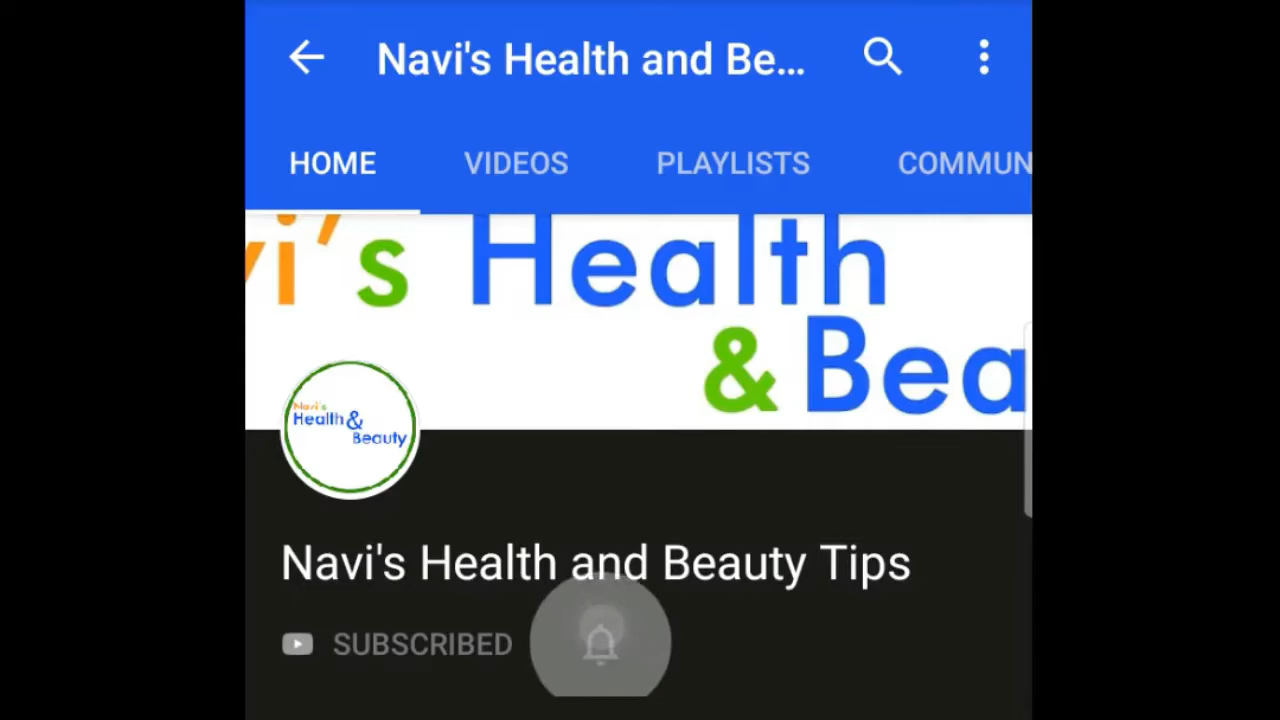 Navi's Health and Be...
HOME VIDEOS PLAYLISTS COMMUN
vi's Health
& Bea
Navi's
Health &
Beauty
Navi's Health and Beauty Tips
SUBSCRIBED